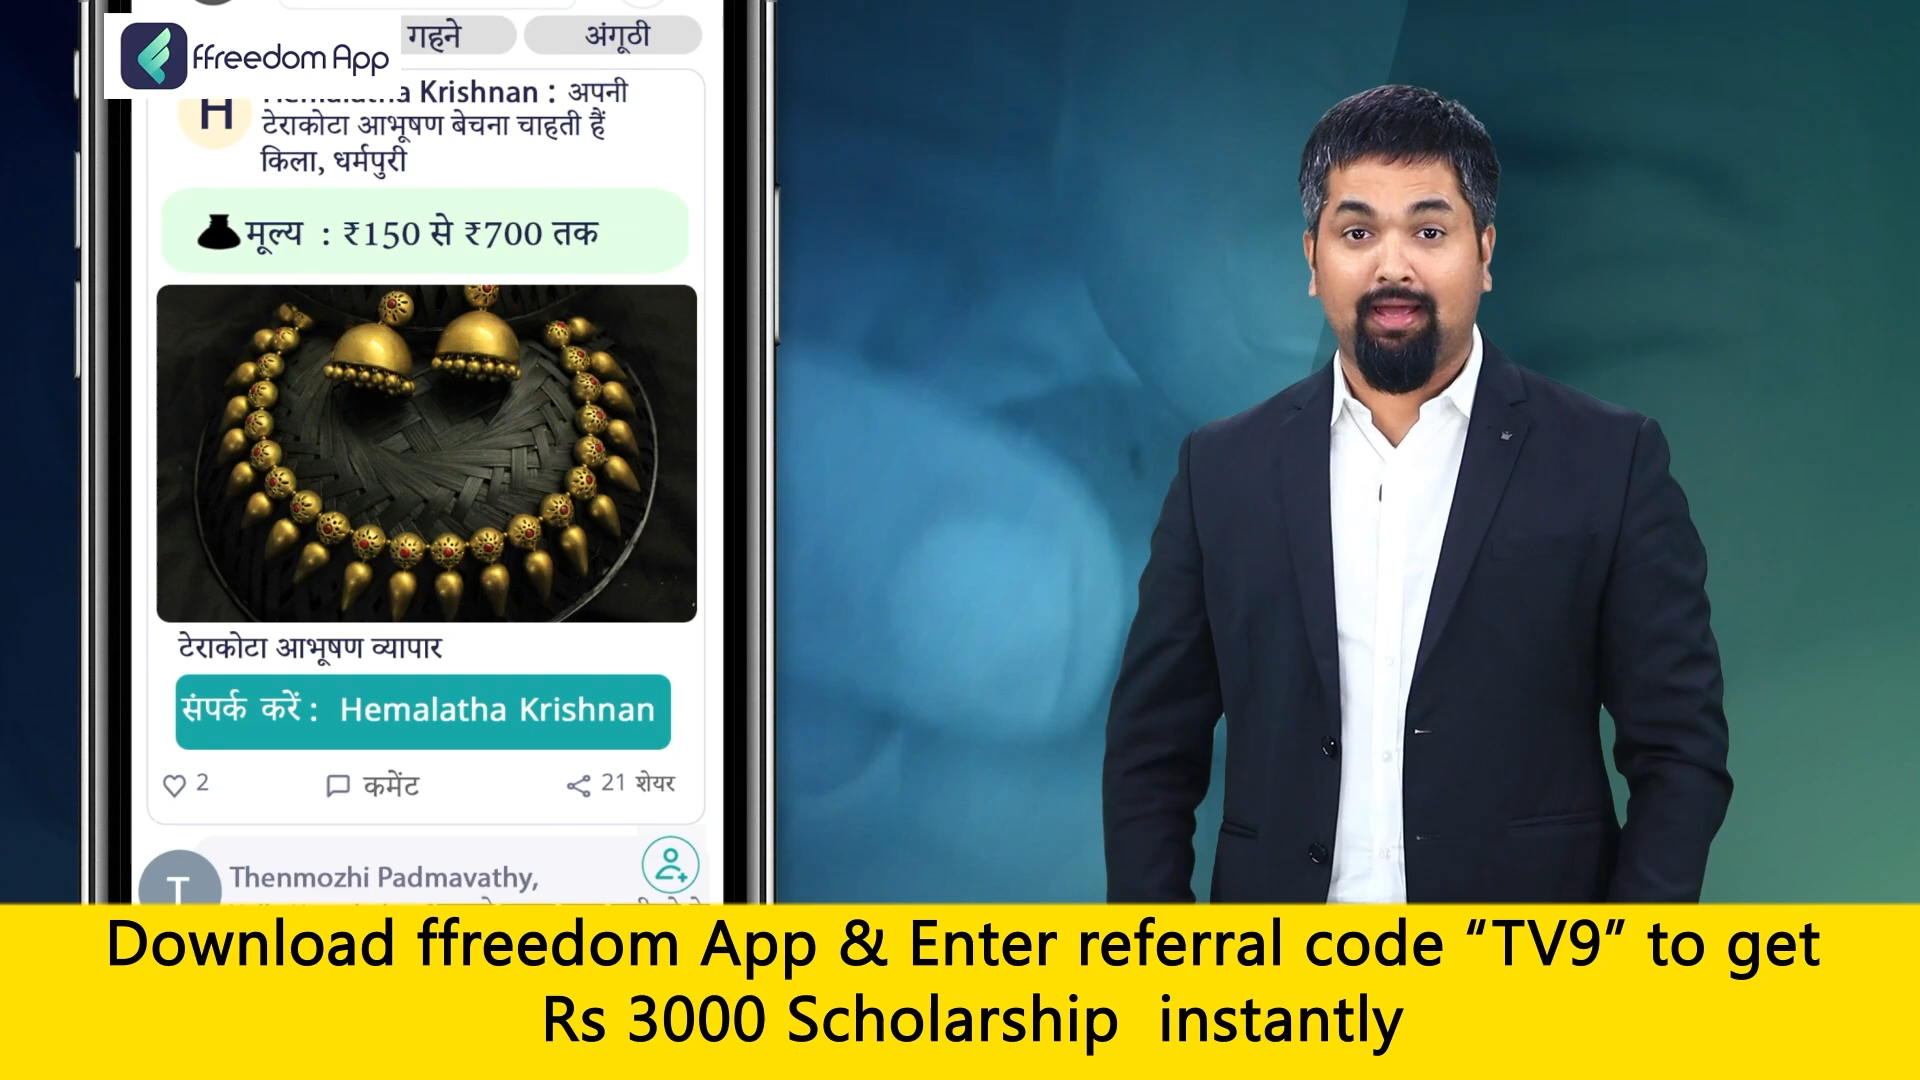 ffreedom App
गहने
अंगूठी
H
Hemalatha Krishnan : अपनी
टेराकोटा आभूषण बेचना चाहती हैं
किला, धर्मपुरी
मूल्य : ₹150 से ₹700 तक
टेराकोटा आभूषण व्यापार
संपर्क करें : Hemalatha Krishnan
2
कमेंट
21 शेयर
T
Thenmozhi Padmavathy,
Download ffreedom App & Enter referral code “TV9” to get
Rs 3000 Scholarship instantly